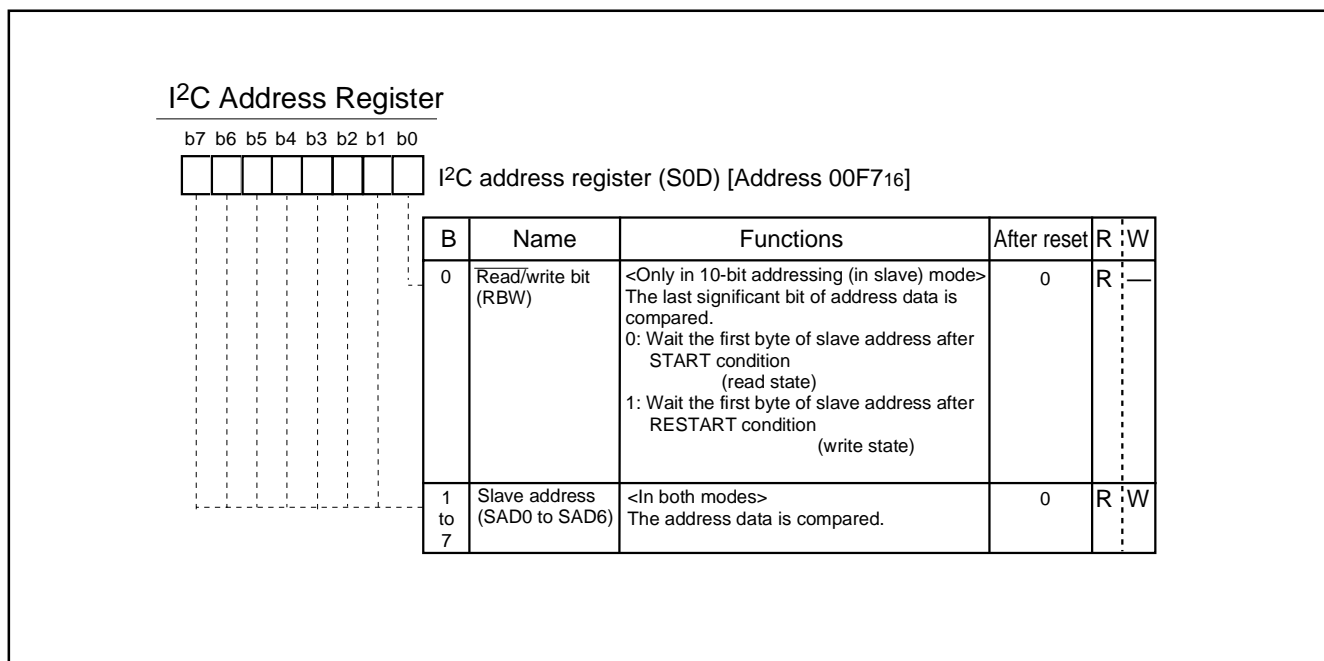 I2C Address Register
b7 b6 b5 b4 b3 b2 b1 b0
I2C address register (S0D) [Address 00F716]
B Name Functions After reset R W
0 Read/write bit (RBW) <Only in 10-bit addressing (in slave) mode> 0 R —
The last significant bit of address data is
compared.
0: Wait the first byte of slave address after
START condition
(read state)
1: Wait the first byte of slave address after
RESTART condition
(write state)
1 to 7 Slave address (SAD0 to SAD6) <In both modes> 0 R W
The address data is compared.